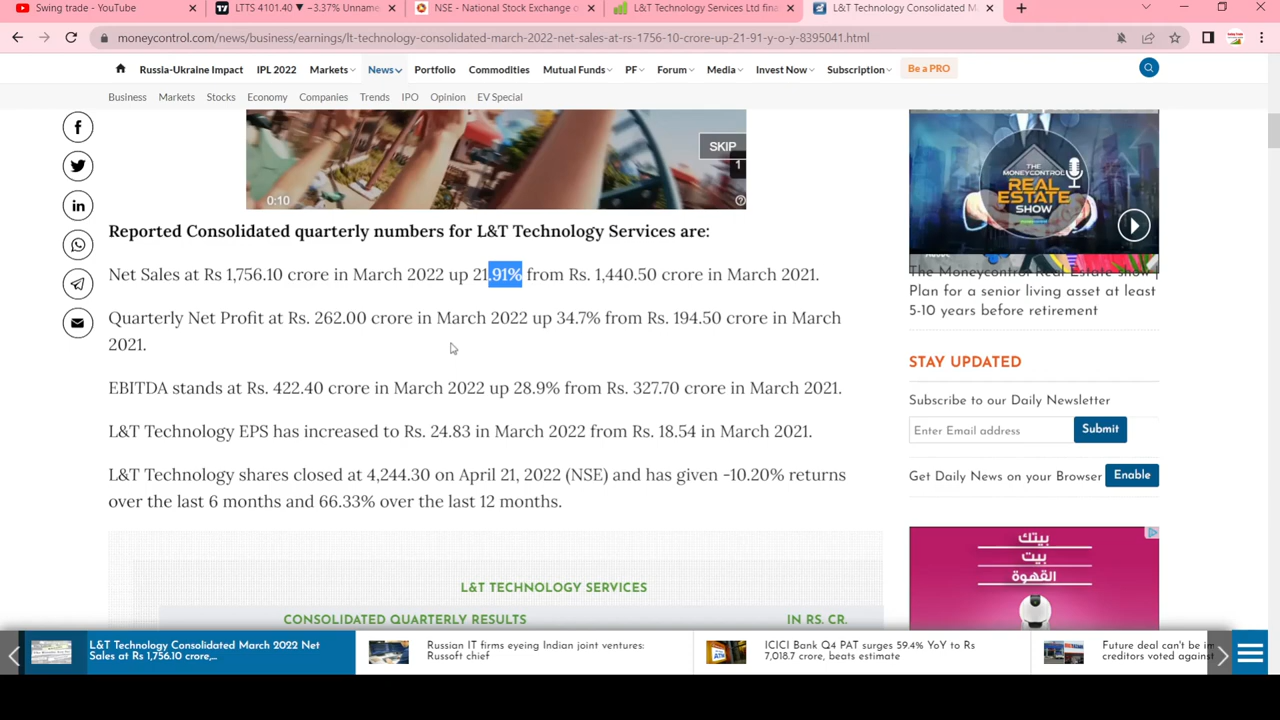 Swing trade - YouTube
LTTS 4101.40 ▼ −3.37% Unname
NSE - National Stock Exchange o
L&T Technology Services Ltd finan
L&T Technology Consolidated M
moneycontrol.com/news/business/earnings/lt-technology-consolidated-march-2022-net-sales-at-rs-1756-10-crore-up-21-91-y-o-y-8395041.html
Russia-Ukraine Impact IPL 2022 Markets News Portfolio Commodities Mutual Funds PF Forum Media Invest Now Subscription Be a PRO
Business Markets Stocks Economy Companies Trends IPO Opinion EV Special
SKIP
1
0:10
THE
MONEYCONTROL
REAL
ESTATE
SHOW
Reported Consolidated quarterly numbers for L&T Technology Services are:
Net Sales at Rs 1,756.10 crore in March 2022 up 21.91% from Rs. 1,440.50 crore in March 2021.
Quarterly Net Profit at Rs. 262.00 crore in March 2022 up 34.7% from Rs. 194.50 crore in March
2021.
EBITDA stands at Rs. 422.40 crore in March 2022 up 28.9% from Rs. 327.70 crore in March 2021.
L&T Technology EPS has increased to Rs. 24.83 in March 2022 from Rs. 18.54 in March 2021.
L&T Technology shares closed at 4,244.30 on April 21, 2022 (NSE) and has given -10.20% returns
over the last 6 months and 66.33% over the last 12 months.
L&T TECHNOLOGY SERVICES
CONSOLIDATED QUARTERLY RESULTS IN RS. CR.
The Moneycontrol Real Estate show |
Plan for a senior living asset at least
5-10 years before retirement
STAY UPDATED
Subscribe to our Daily Newsletter
Enter Email address Submit
Get Daily News on your Browser Enable
بيتك
بيت
القهوة
L&T Technology Consolidated March 2022 Net
Sales at Rs 1,756.10 crore,...
Russian IT firms eyeing Indian joint ventures:
Russoft chief
ICICI Bank Q4 PAT surges 59.4% YoY to Rs
7,018.7 crore, beats estimate
Future deal can't be im
creditors voted against